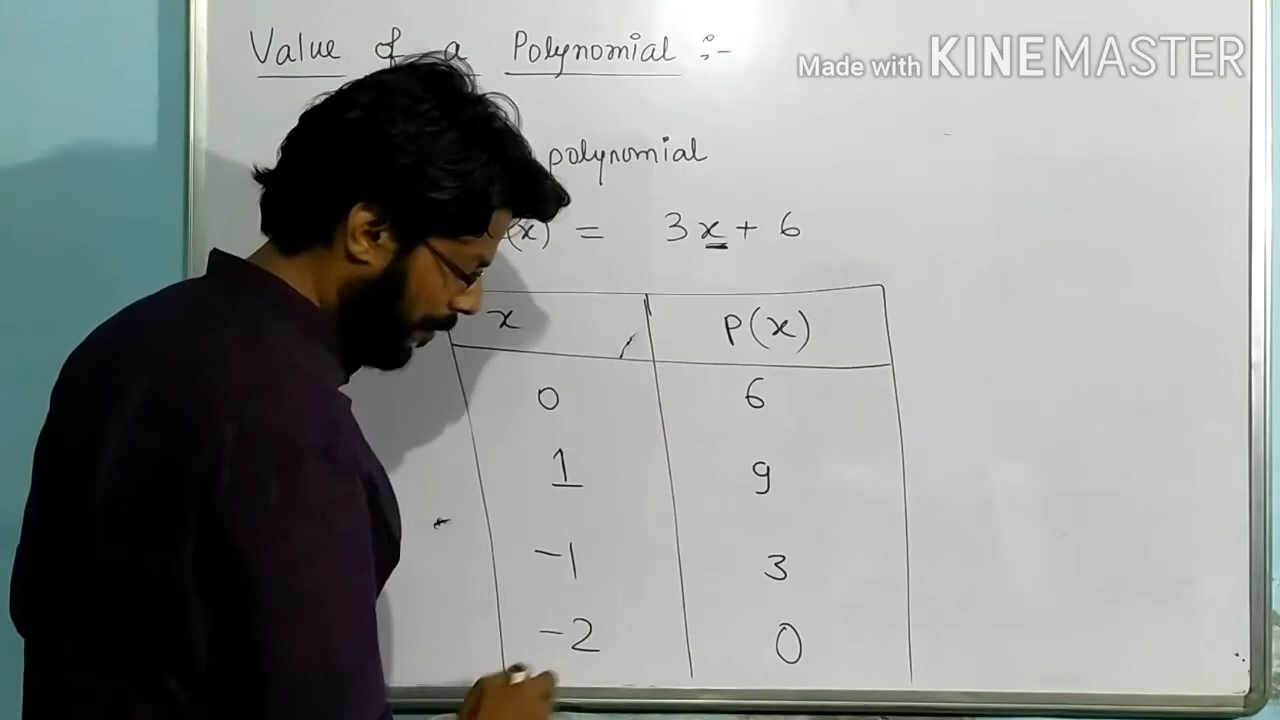 Value of a Polynomial :-
Made with KINEMASTER
polynomial
(x) = 3x + 6
x P(x)
0 6
1 9
-1 3
-2 0